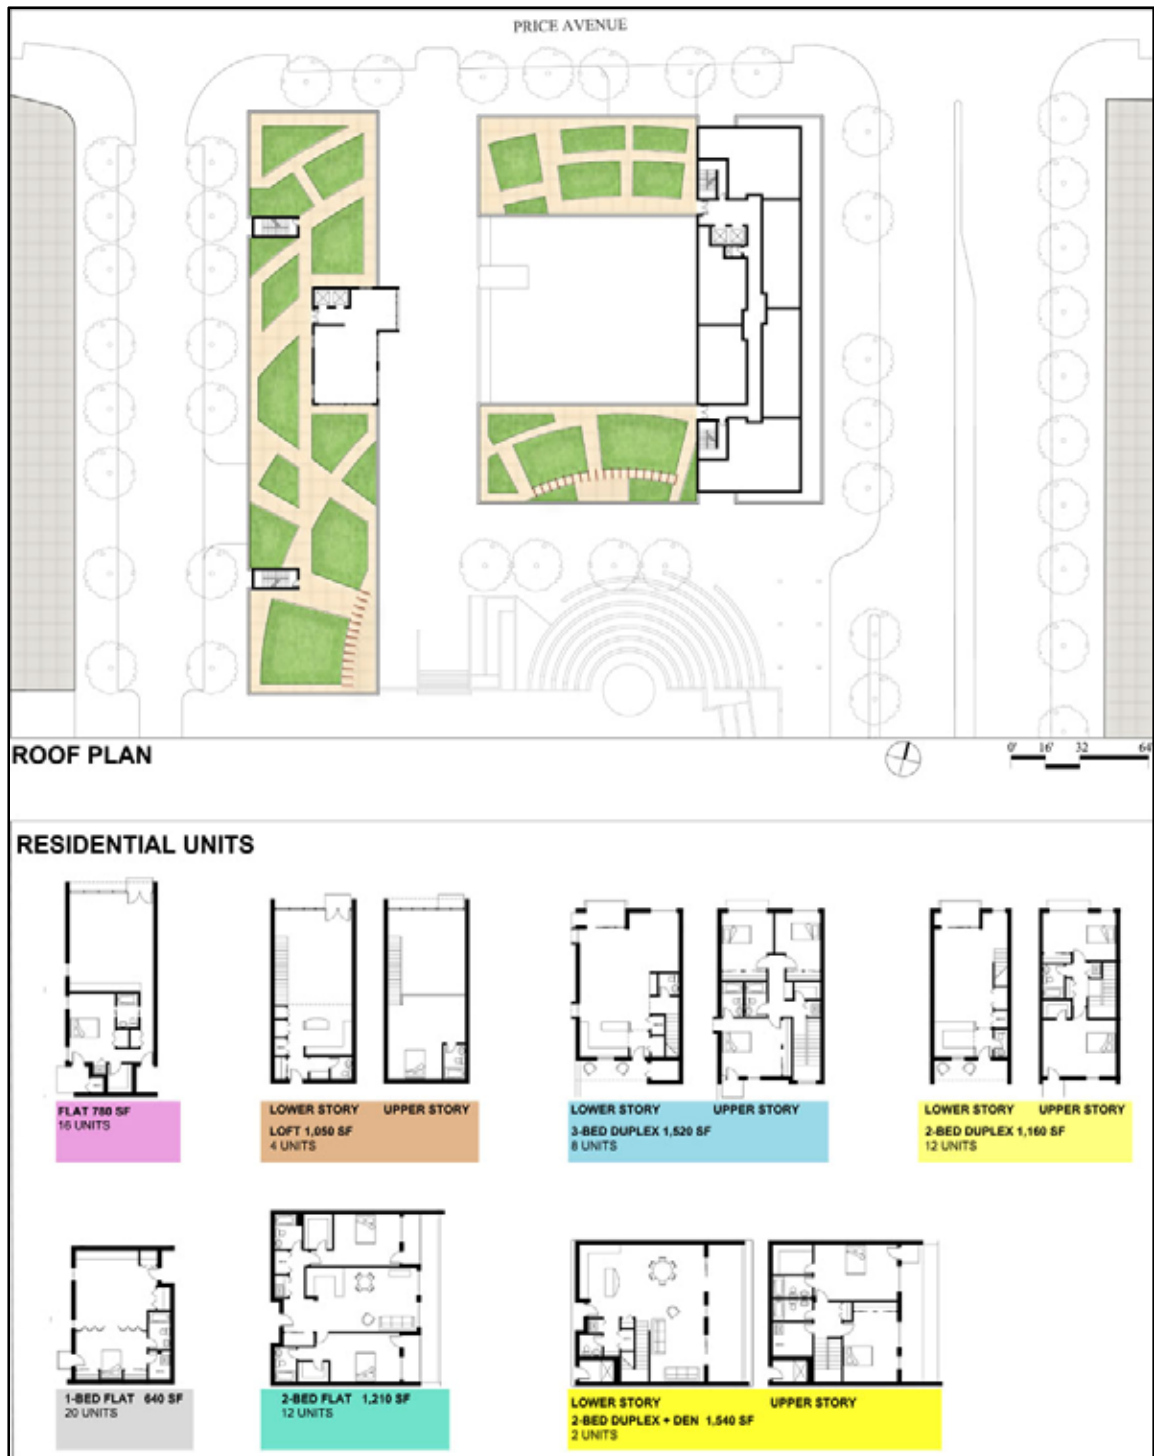 PRICE AVENUE
ROOF PLAN
0' 16' 32 64'
RESIDENTIAL UNITS
FLAT 780 SF
16 UNITS
LOWER STORY UPPER STORY
LOFT 1,050 SF
4 UNITS
LOWER STORY UPPER STORY
3-BED DUPLEX 1,520 SF
8 UNITS
LOWER STORY UPPER STORY
2-BED DUPLEX 1,160 SF
12 UNITS
1-BED FLAT 640 SF
20 UNITS
2-BED FLAT 1,210 SF
12 UNITS
LOWER STORY UPPER STORY
2-BED DUPLEX + DEN 1,540 SF
2 UNITS